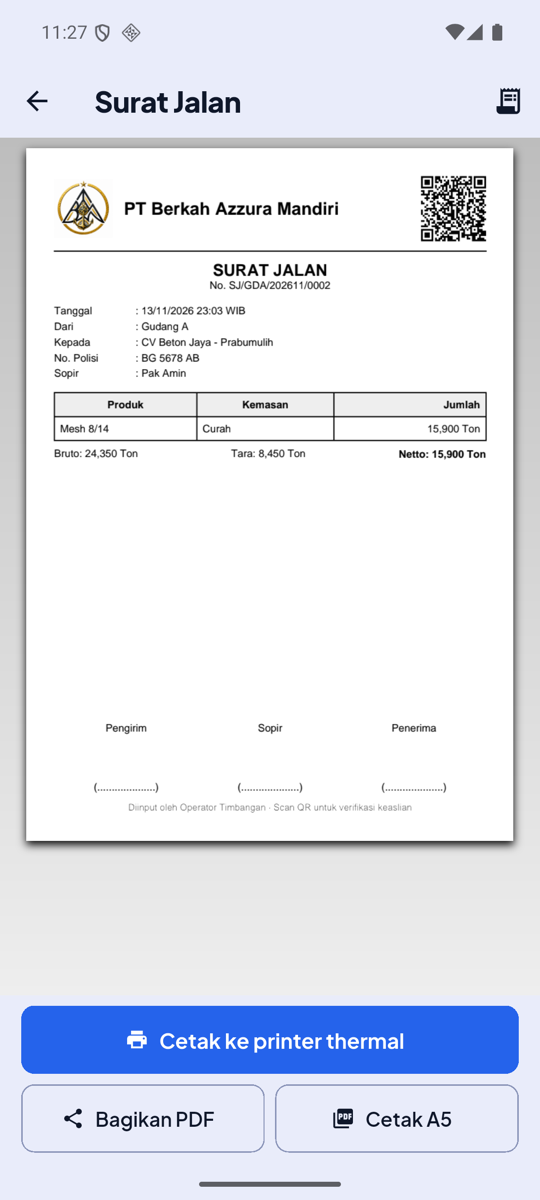 11:27
Surat Jalan
PT Berkah Azzura Mandiri
SURAT JALAN
No. SJ/GDA/202611/0002
Tanggal : 13/11/2026 23:03 WIB
Dari : Gudang A
Kepada : CV Beton Jaya - Prabumulih
No. Polisi : BG 5678 AB
Sopir : Pak Amin
Produk Kemasan Jumlah
Mesh 8/14 Curah 15,900 Ton
Bruto: 24,350 Ton Tara: 8,450 Ton Netto: 15,900 Ton
Pengirim Sopir Penerima
(...................) (...................) (...................)
Diinput oleh Operator Timbangan - Scan QR untuk verifikasi keaslian
Cetak ke printer thermal
Bagikan PDF
PDF Cetak A5